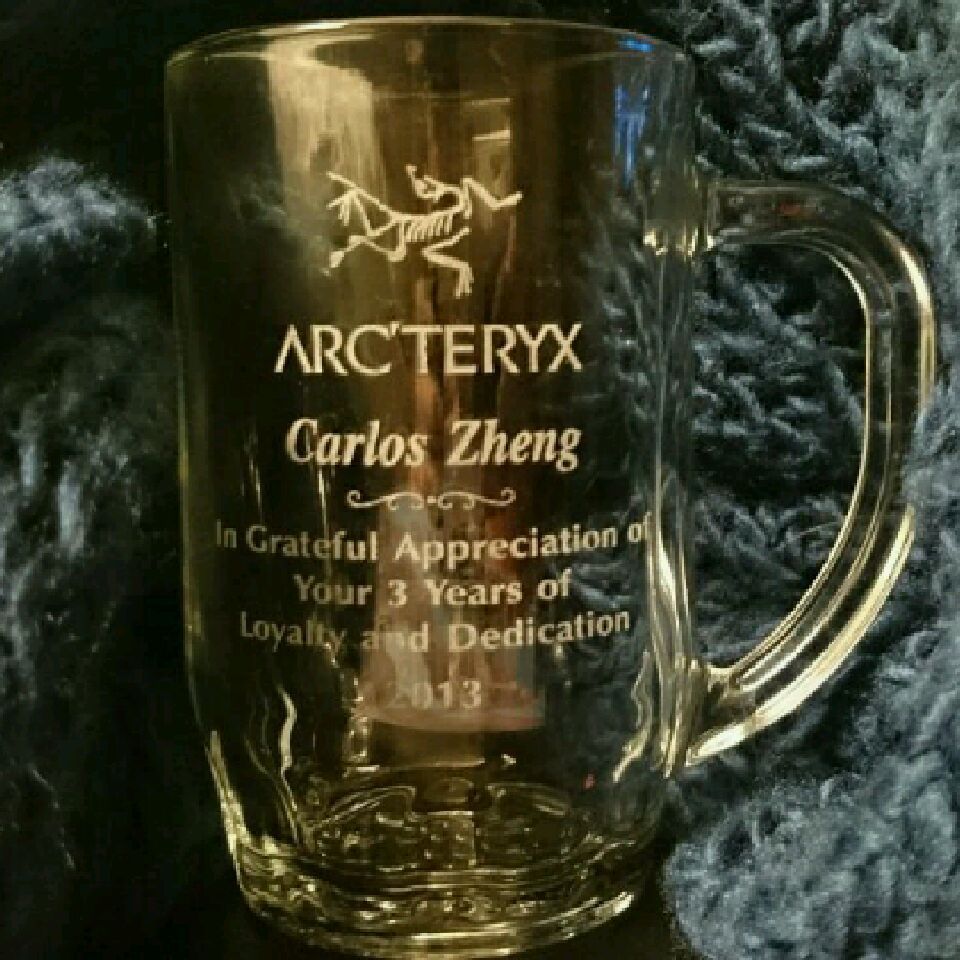 ARC'TERYX
Carlos Zheng
In Grateful Appreciation of
Your 3 Years of
Loyalty and Dedication
2013